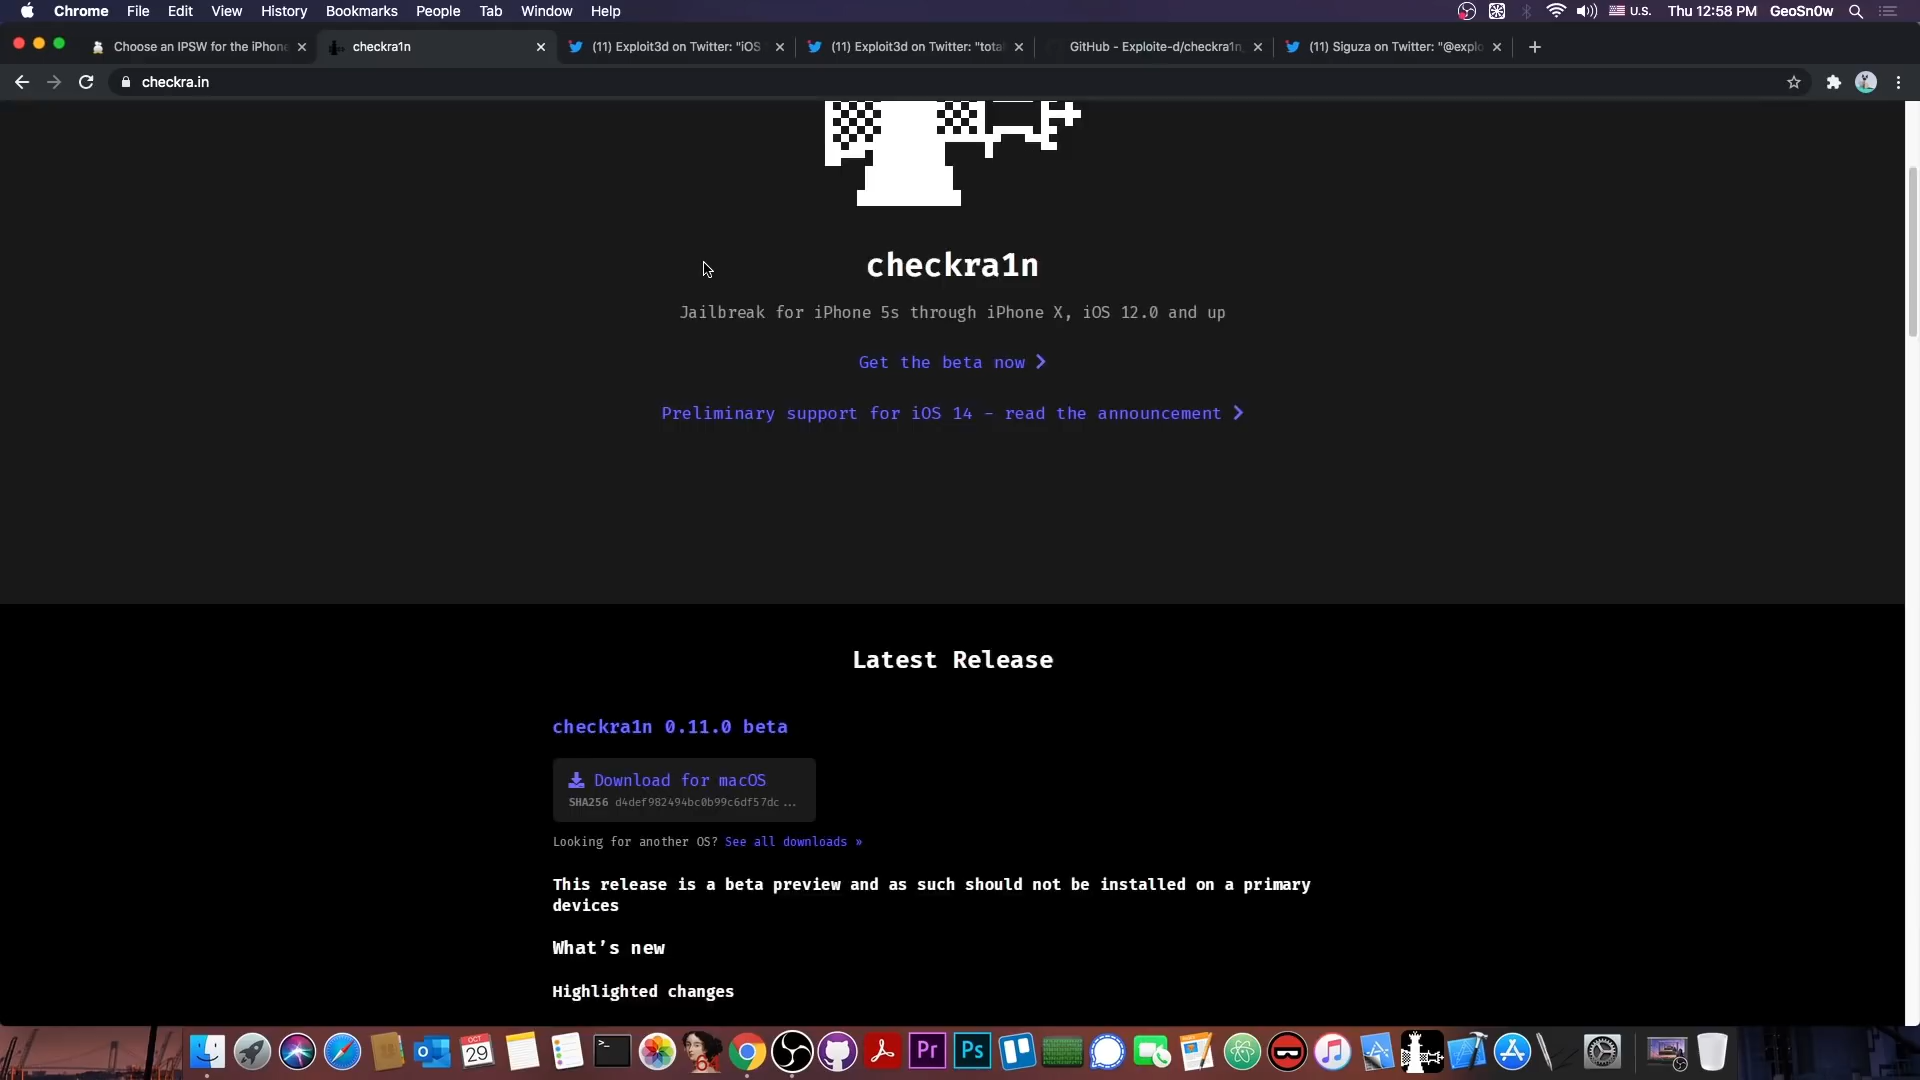 Chrome File Edit View History Bookmarks People Tab Window Help U.S. Thu 12:58 PM GeoSn0w
Choose an IPSW for the iPhone checkra1n (11) Exploit3d on Twitter: "iOS (11) Exploit3d on Twitter: "tota GitHub - Exploite-d/checkra1n_ (11) Siguza on Twitter: "@explo
checkra.in
checkra1n
Jailbreak for iPhone 5s through iPhone X, iOS 12.0 and up
Get the beta now
Preliminary support for iOS 14 - read the announcement
Latest Release
checkra1n 0.11.0 beta
Download for macOS
SHA256 d4def982494bc0b99c6df57dc...
Looking for another OS? See all downloads »
This release is a beta preview and as such should not be installed on a primary
devices
What's new
Highlighted changes
OCT
29
Pr
Ps